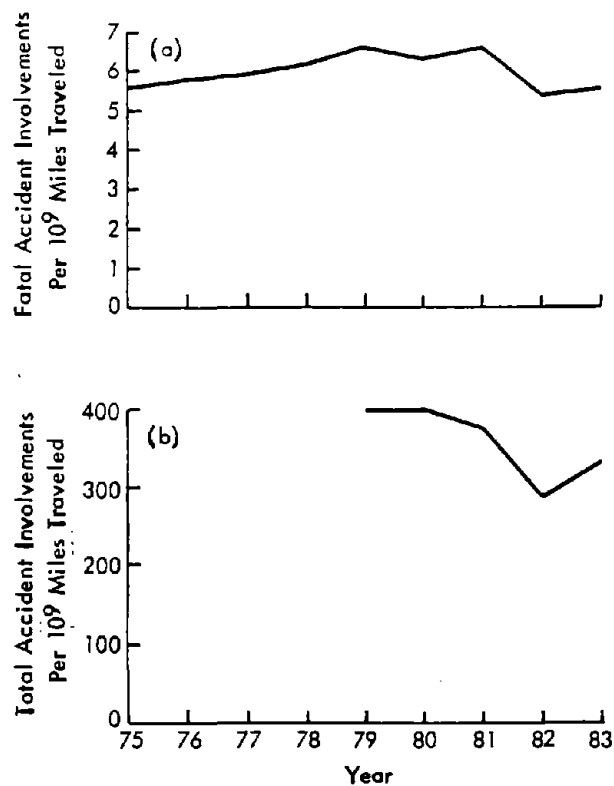 Fatal Accident Involvements
Per 10⁹ Miles Traveled
7
6
5
4
3
2
1
0
(a)
Total Accident Involvements
Per 10⁹ Miles Traveled
400
300
200
100
0
(b)
75 76 77 78 79 80 81 82 83
Year